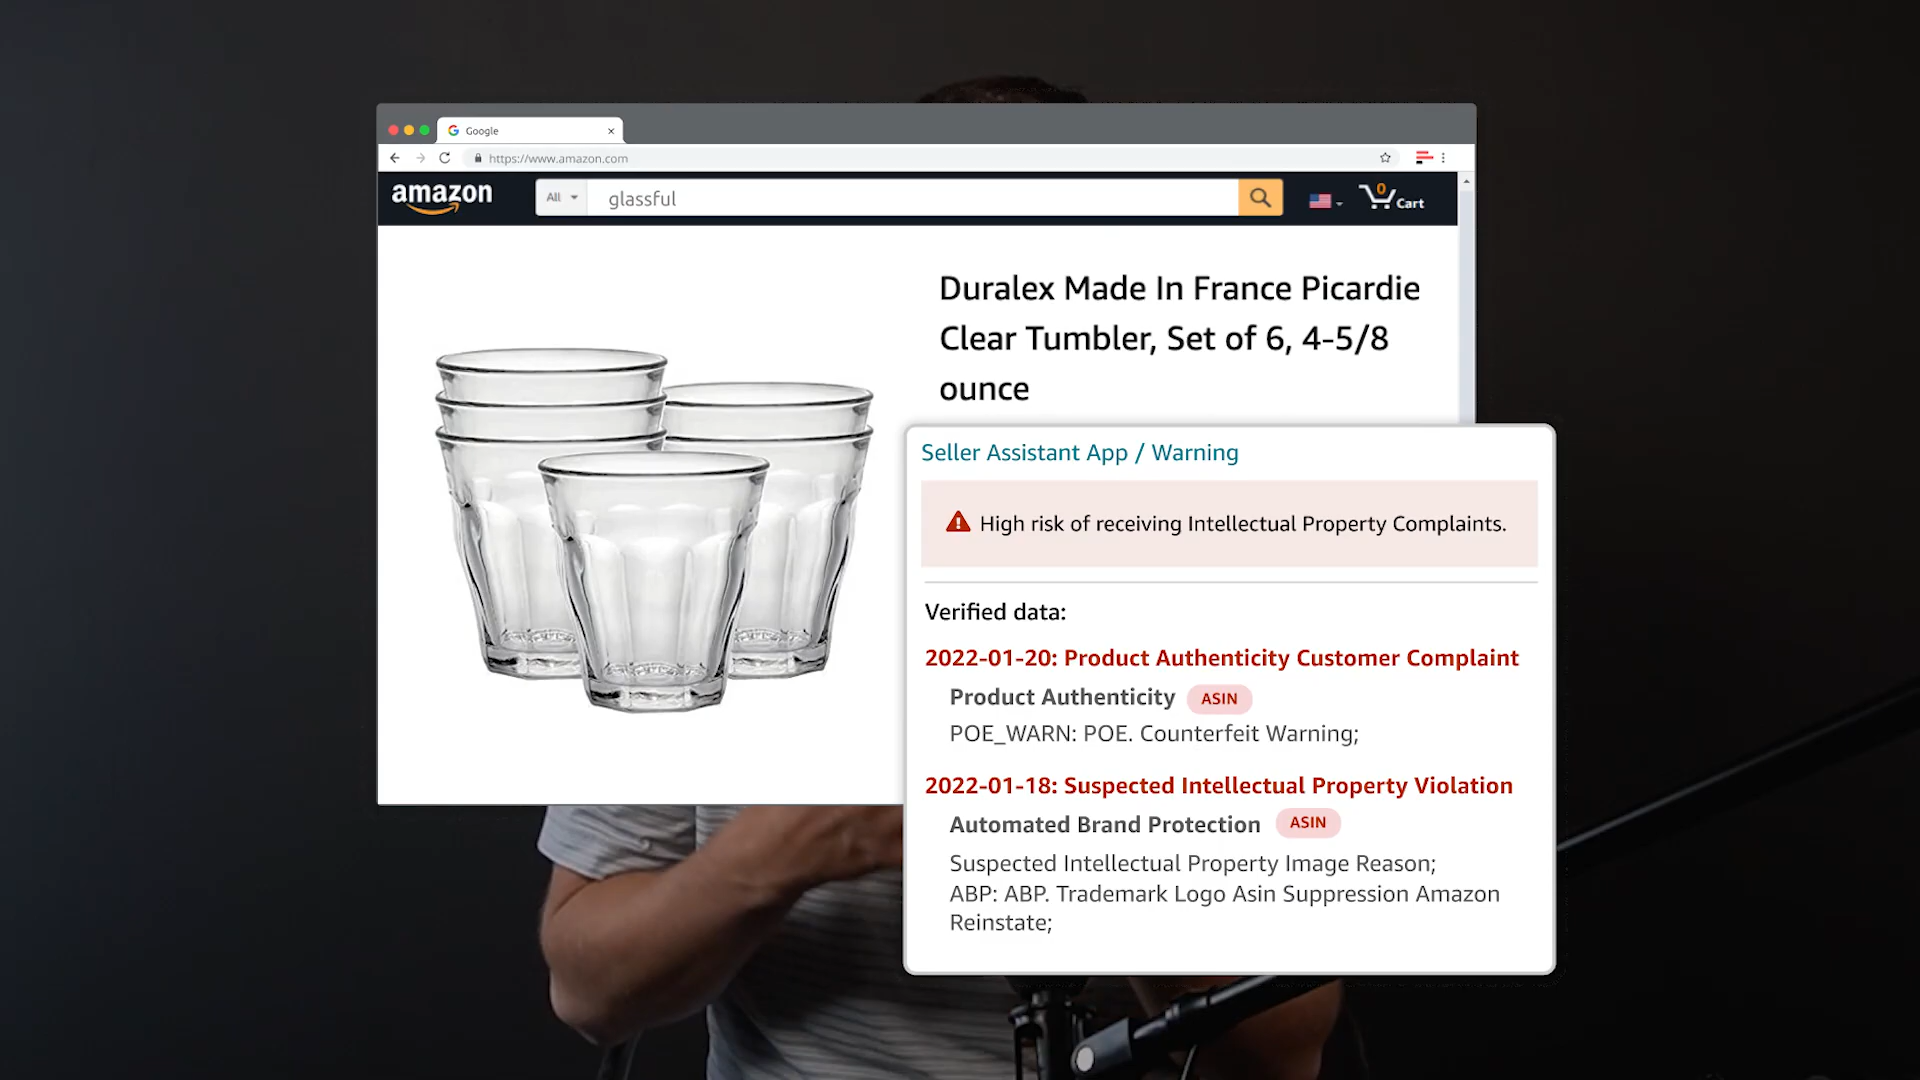 Google ×
https://www.amazon.com
amazon All glassful 0 Cart
Duralex Made In France Picardie
Clear Tumbler, Set of 6, 4-5/8
ounce
Seller Assistant App / Warning
High risk of receiving Intellectual Property Complaints.
Verified data:
2022-01-20: Product Authenticity Customer Complaint
Product Authenticity ASIN
POE_WARN: POE. Counterfeit Warning;
2022-01-18: Suspected Intellectual Property Violation
Automated Brand Protection ASIN
Suspected Intellectual Property Image Reason;
ABP: ABP. Trademark Logo Asin Suppression Amazon
Reinstate;